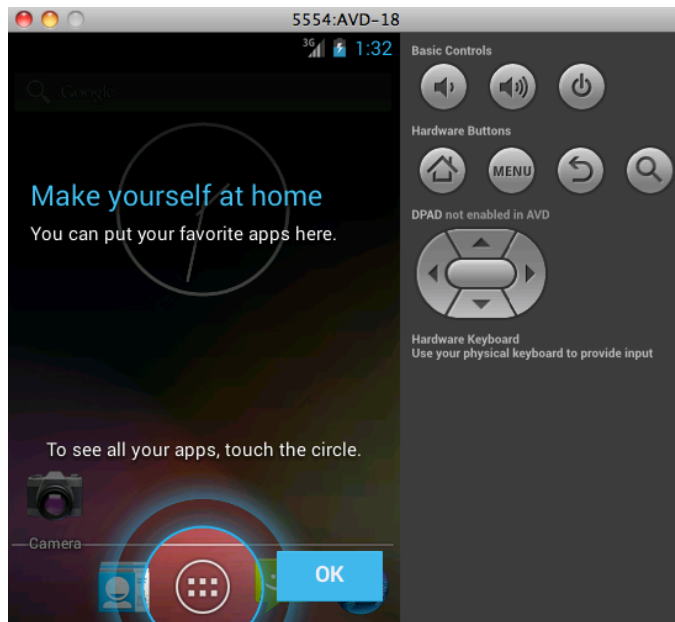 5554:AVD-18
3G 1:32
Google
Make yourself at home
You can put your favorite apps here.
To see all your apps, touch the circle.
Camera
OK
Basic Controls
Hardware Buttons
MENU
DPAD not enabled in AVD
Hardware Keyboard
Use your physical keyboard to provide input